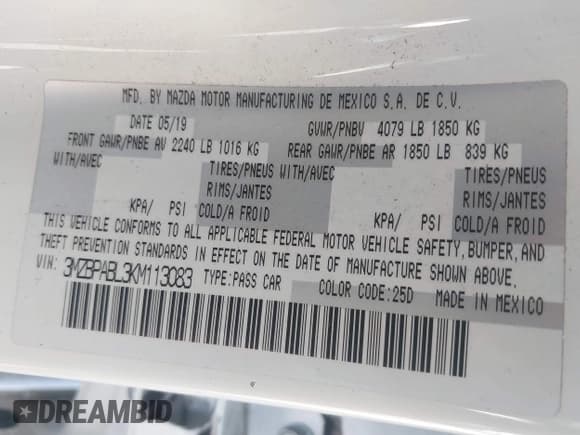 MFD. BY MAZDA MOTOR MANUFACTURING DE MEXICO S.A. DE C.V.
DATE 05/19 GVWR/PNBV 4079 LB 1850 KG
FRONT GAWR/PNBE AV 2240 LB 1016 KG REAR GAWR/PNBE AR 1850 LB 839 KG
WITH/AVEC TIRES/PNEUS WITH/AVEC TIRES/PNEUS
RIMS/JANTES RIMS/JANTES
KPA/ PSI COLD/A FROID KPA/ PSI COLD/A FROID
THIS VEHICLE CONFORMS TO ALL APPLICABLE FEDERAL MOTOR VEHICLE SAFETY, BUMPER, AND
THEFT PREVENTION STANDARDS IN EFFECT ON THE DATE OF MANUFACTURE SHOWN ABOVE.
VIN: 3MZBPABL3KM113083 TYPE:PASS CAR COLOR CODE:25D MADE IN MEXICO
DREAMBID